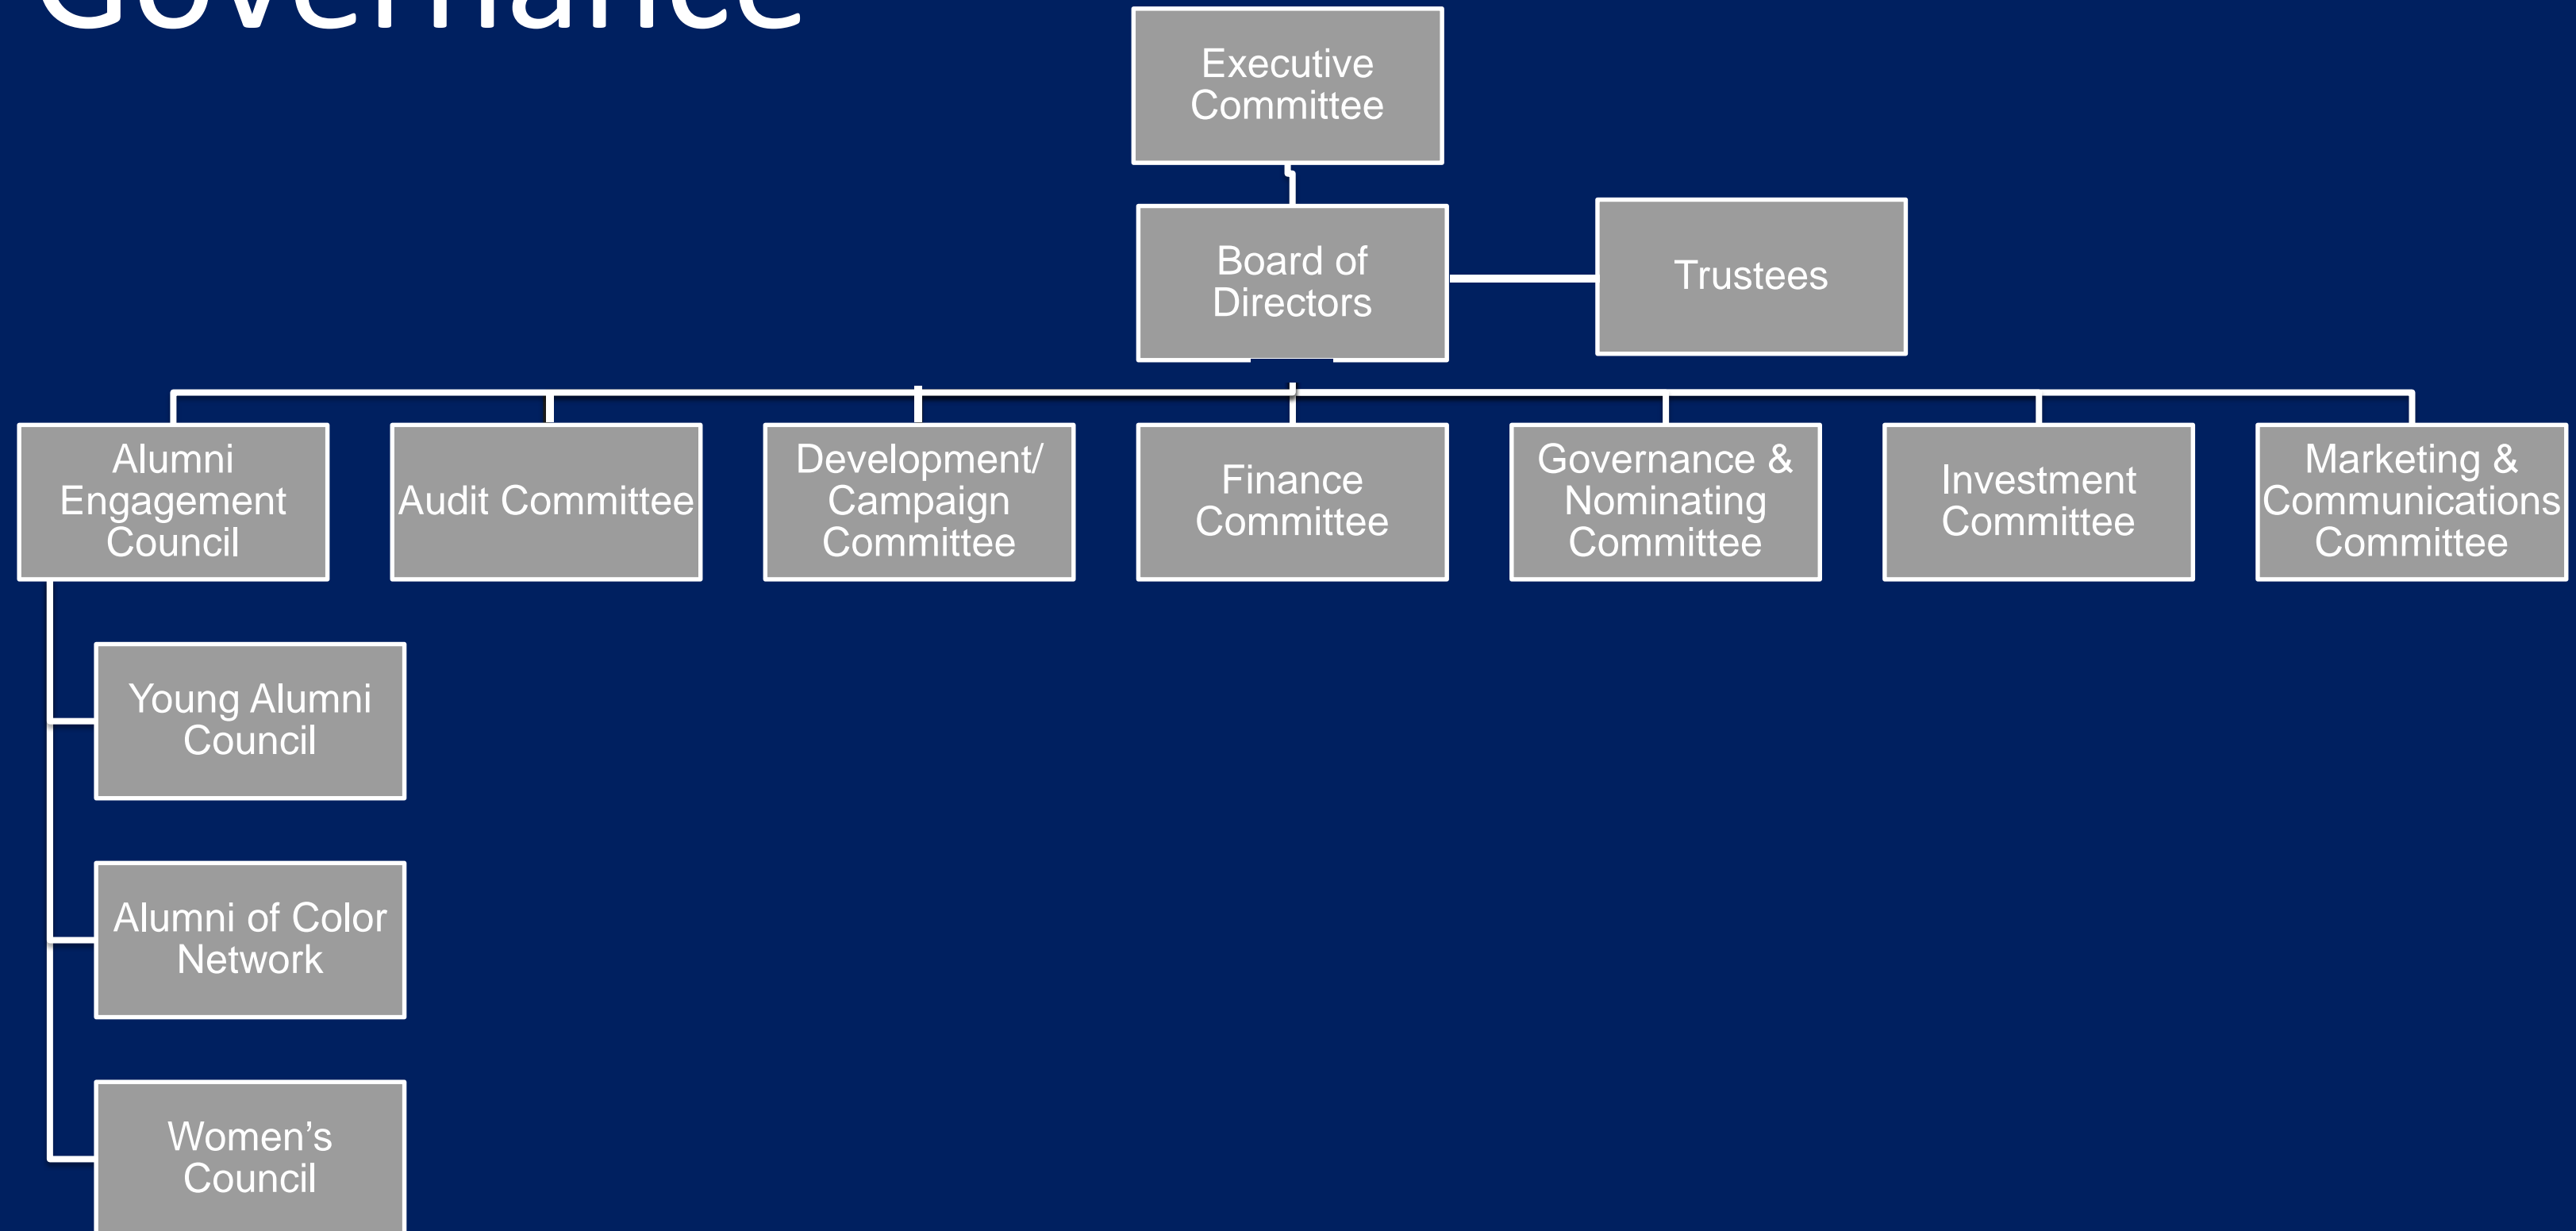 Governance
Executive
Committee
Board of
Directors
Trustees
Alumni
Engagement
Council
Audit Committee
Development/
Campaign
Committee
Finance
Committee
Governance &
Nominating
Committee
Investment
Committee
Marketing &
Communications
Committee
Young Alumni
Council
Alumni of Color
Network
Women’s
Council